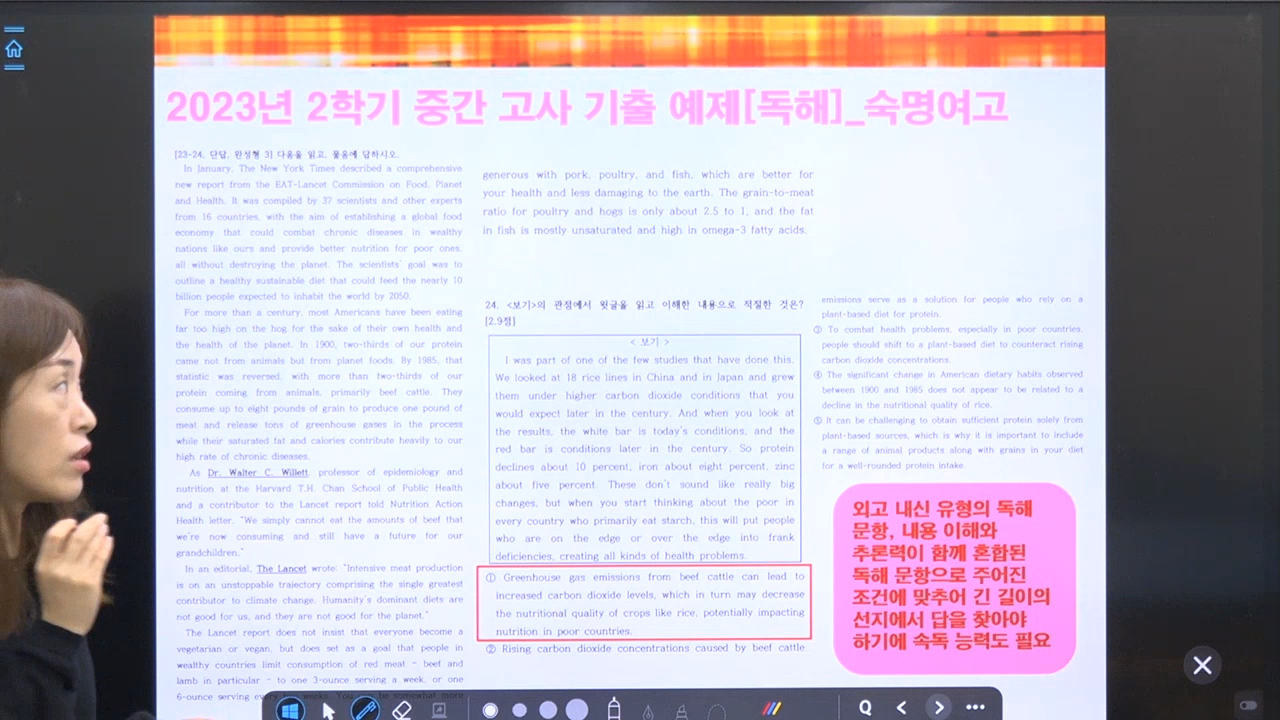 2023년 2학기 중간 고사 기출 예제[독해]_숙명여고
[23-24, 단답, 완성형 3] 다음을 읽고, 물음에 답하시오.
In January, The New York Times described a comprehensive
new report from the EAT-Lancet Commission on Food, Planet
and Health. It was compiled by 37 scientists and other experts
from 16 countries, with the aim of establishing a global food
economy that could combat chronic diseases in wealthy
nations like ours and provide better nutrition for poor ones,
all without destroying the planet. The scientists' goal was to
outline a healthy sustainable diet that could feed the nearly 10
billion people expected to inhabit the world by 2050.
For more than a century, most Americans have been eating
far too high on the hog for the sake of their own health and
the health of the planet. In 1900, two-thirds of our protein
came not from animals but from planet foods. By 1985, that
statistic was reversed, with more than two-thirds of our
protein coming from animals, primarily beef cattle. They
consume up to eight pounds of grain to produce one pound of
meat and release tons of greenhouse gases in the process
while their saturated fat and calories contribute heavily to our
high rate of chronic diseases.
As Dr. Walter C. Willett, professor of epidemiology and
nutrition at the Harvard T.H. Chan School of Public Health
and a contributor to the Lancet report told Nutrition Action
Health letter. "We simply cannot eat the amounts of beef that
we're now consuming and still have a future for our
grandchildren."
In an editorial, The Lancet wrote: "Intensive meat production
is on an unstoppable trajectory comprising the single greatest
contributor to climate change. Humanity's dominant diets are
not good for us, and they are not good for the planet."
The Lancet report does not insist that everyone become a
vegetarian or vegan, but does set as a goal that people in
wealthy countries limit consumption of red meat - beef and
lamb in particular - to one 3-ounce serving a week, or one
6-ounce serving every weeks. You be somewhat more
generous with pork, poultry, and fish, which are better for
your health and less damaging to the earth. The grain-to-meat
ratio for poultry and hogs is only about 2.5 to 1, and the fat
in fish is mostly unsaturated and high in omega-3 fatty acids.
24. <보기>의 관점에서 윗글을 읽고 이해한 내용으로 적절한 것은?
[2.9점]
< 보기 >
I was part of one of the few studies that have done this.
We looked at 18 rice lines in China and in Japan and grew
them under higher carbon dioxide conditions that you
would expect later in the century. And when you look at
the results, the white bar is today's conditions, and the
red bar is conditions later in the century. So protein
declines about 10 percent, iron about eight percent, zinc
about five percent. These don't sound like really big
changes, but when you start thinking about the poor in
every country who primarily eat starch, this will put people
who are on the edge or over the edge into frank
deficiencies, creating all kinds of health problems.
① Greenhouse gas emissions from beef cattle can lead to
increased carbon dioxide levels, which in turn may decrease
the nutritional quality of crops like rice, potentially impacting
nutrition in poor countries.
② Rising carbon dioxide concentrations caused by beef cattle
emissions serve as a solution for people who rely on a
plant-based diet for protein.
③ To combat health problems, especially in poor countries,
people should shift to a plant-based diet to counteract rising
carbon dioxide concentrations.
④ The significant change in American dietary habits observed
between 1900 and 1985 does not appear to be related to a
decline in the nutritional quality of rice.
⑤ It can be challenging to obtain sufficient protein solely from
plant-based sources, which is why it is important to include
a range of animal products along with grains in your diet
for a well-rounded protein intake.
외고 내신 유형의 독해
문항, 내용 이해와
추론력이 함께 혼합된
독해 문항으로 주어진
조건에 맞추어 긴 길이의
선지에서 답을 찾아야
하기에 속독 능력도 필요